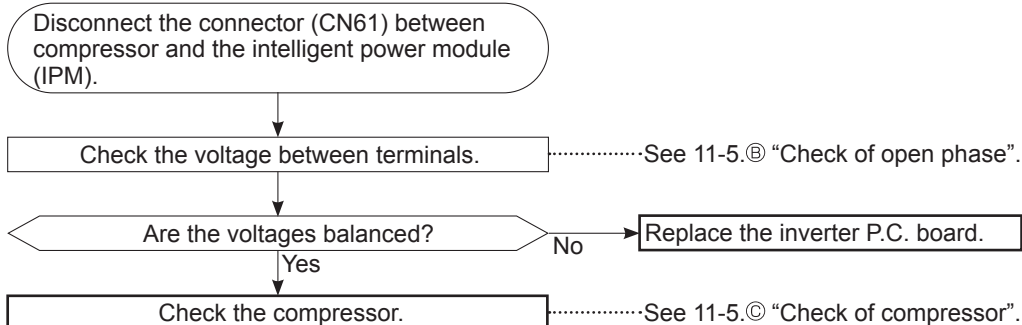 Disconnect the connector (CN61) between
compressor and the intelligent power module
(IPM).
Check the voltage between terminals.
See 11-5.Ⓑ “Check of open phase”.
Are the voltages balanced?
No
Replace the inverter P.C. board.
Yes
Check the compressor.
See 11-5.Ⓒ “Check of compressor”.